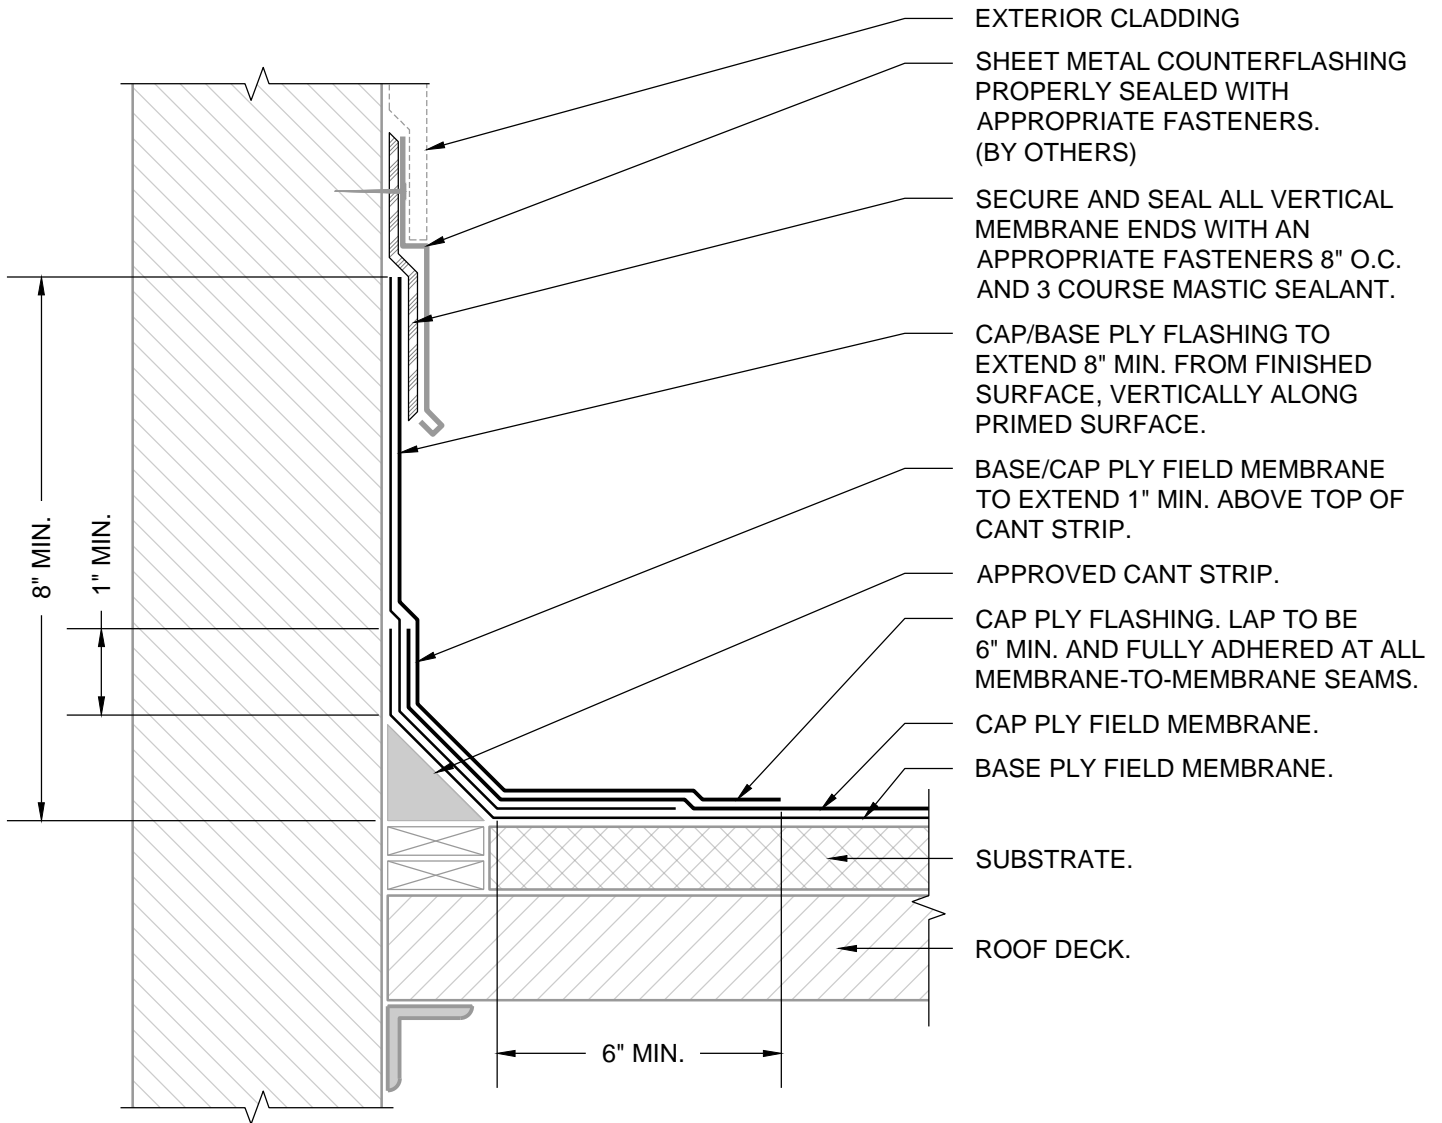 EXTERIOR CLADDING
SHEET METAL COUNTERFLASHING
PROPERLY SEALED WITH
APPROPRIATE FASTENERS.
(BY OTHERS)
SECURE AND SEAL ALL VERTICAL
MEMBRANE ENDS WITH AN
APPROPRIATE FASTENERS 8" O.C.
AND 3 COURSE MASTIC SEALANT.
CAP/BASE PLY FLASHING TO
EXTEND 8" MIN. FROM FINISHED
SURFACE, VERTICALLY ALONG
PRIMED SURFACE.
BASE/CAP PLY FIELD MEMBRANE
TO EXTEND 1" MIN. ABOVE TOP OF
CANT STRIP.
APPROVED CANT STRIP.
CAP PLY FLASHING. LAP TO BE
6" MIN. AND FULLY ADHERED AT ALL
MEMBRANE-TO-MEMBRANE SEAMS.
CAP PLY FIELD MEMBRANE.
BASE PLY FIELD MEMBRANE.
SUBSTRATE.
ROOF DECK.
8" MIN.
1" MIN.
6" MIN.